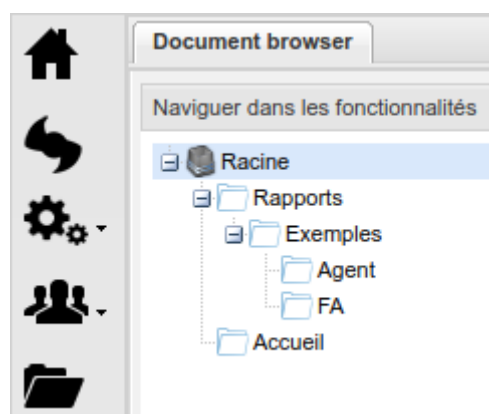 Document browser
Naviguer dans les fonctionnalités
Racine
Rapports
Exemples
Agent
FA
Accueil